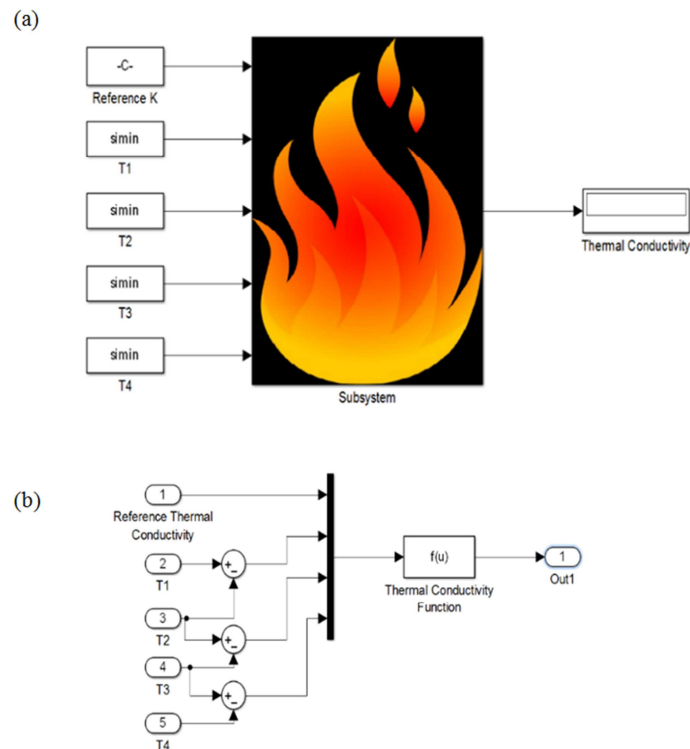 (a)
-C-
Reference K
simin
T1
simin
T2
simin
T3
simin
T4
Subsystem
Thermal Conductivity
(b)
1
Reference Thermal
Conductivity
2
T1
3
T2
4
T3
5
T4
+
-
+
-
+
-
f(u)
Thermal Conductivity
Function
1
Out1